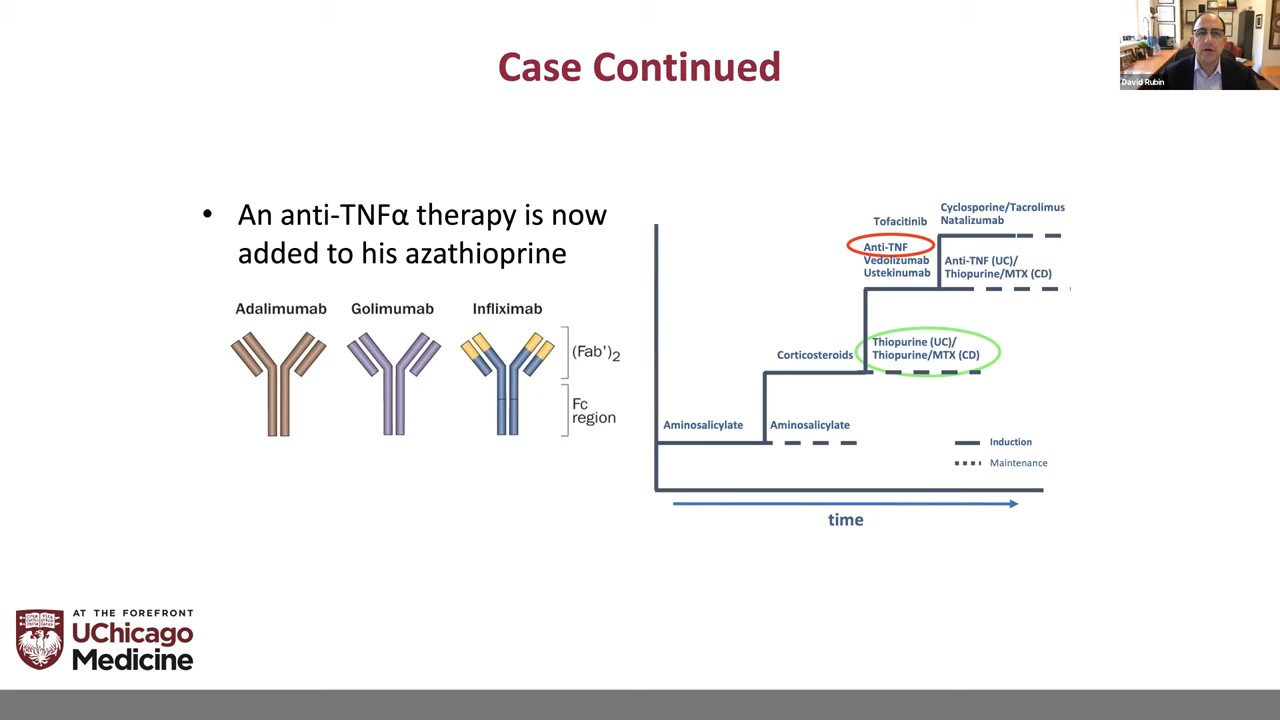 Case Continued
David Rubin
• An anti-TNFα therapy is now
added to his azathioprine
Adalimumab
Golimumab
Infliximab
(Fab')2
Fc
region
Tofacitinib
Anti-TNF
Vedolizumab
Ustekinumab
Cyclosporine/Tacrolimus
Natalizumab
Anti-TNF (UC)/
Thiopurine/MTX (CD)
Corticosteroids
Thiopurine (UC)/
Thiopurine/MTX (CD)
Aminosalicylate
Aminosalicylate
Induction
Maintenance
time
AT THE FOREFRONT
UChicago
Medicine